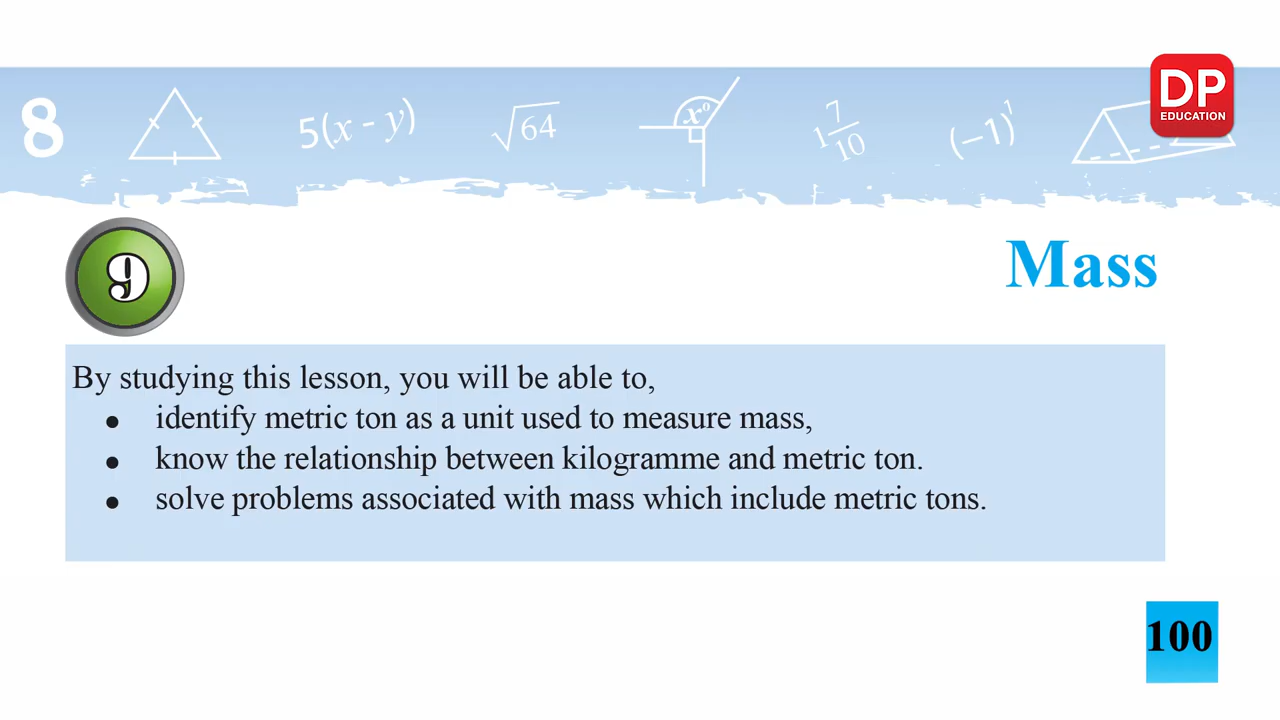 8
5(x - y)
√64
x°
1 7/10
(−1)¹
DP
EDUCATION
9
Mass
By studying this lesson, you will be able to,
● identify metric ton as a unit used to measure mass,
● know the relationship between kilogramme and metric ton.
● solve problems associated with mass which include metric tons.
100